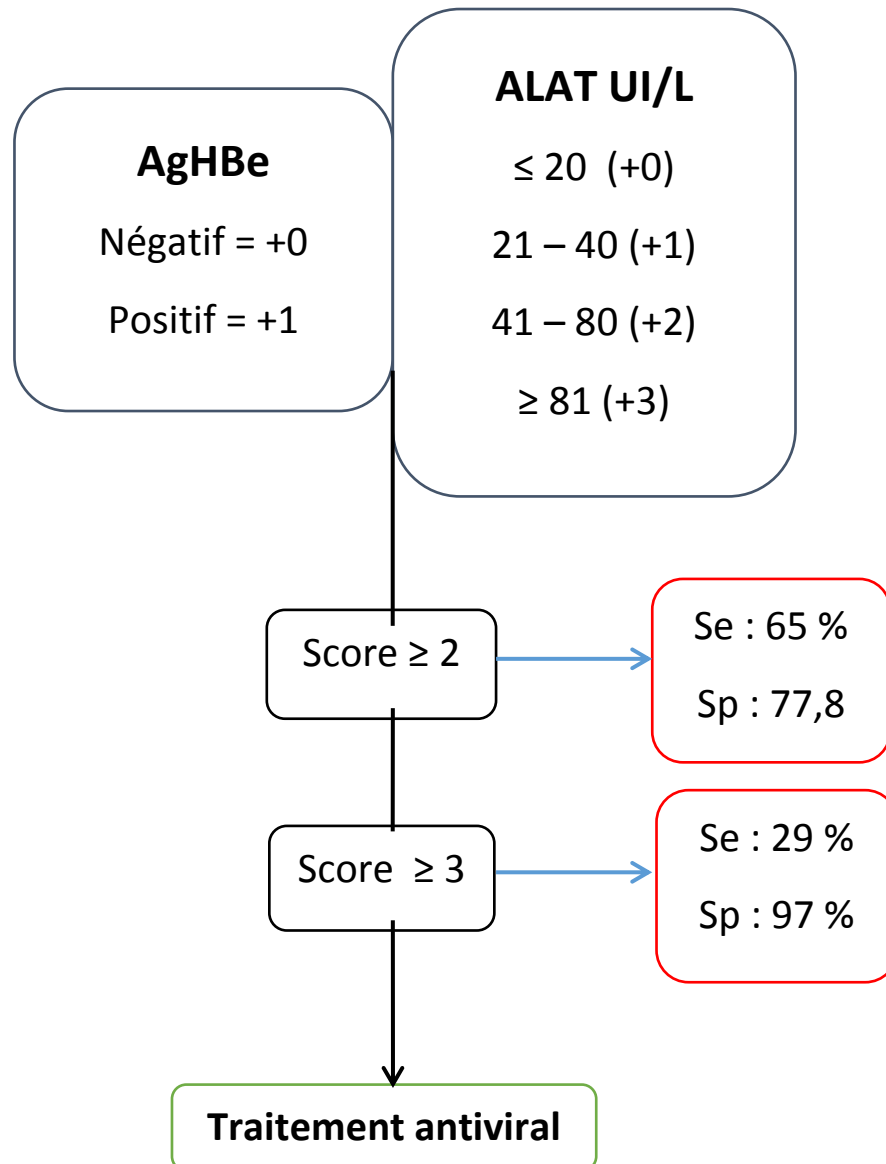 AgHBe
Négatif = +0
Positif = +1
ALAT UI/L
≤ 20 (+0)
21 – 40 (+1)
41 – 80 (+2)
≥ 81 (+3)
Score ≥ 2
Se : 65 %
Sp : 77,8
Score ≥ 3
Se : 29 %
Sp : 97 %
Traitement antiviral